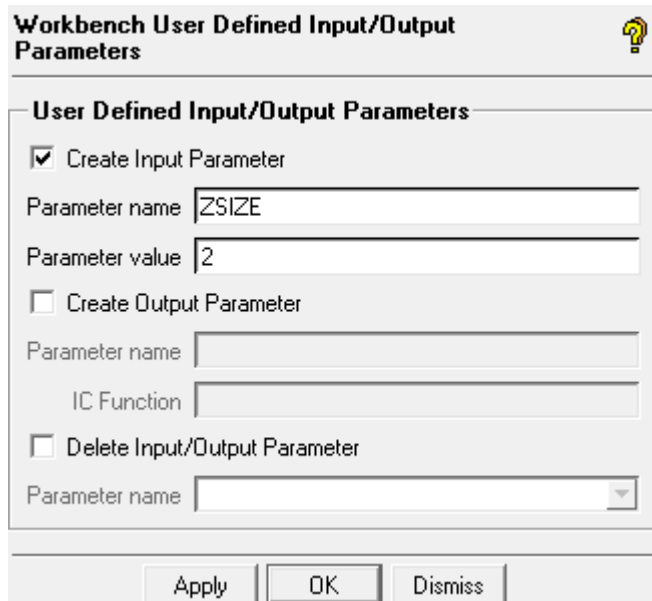 Workbench User Defined Input/Output
Parameters
User Defined Input/Output Parameters
Create Input Parameter
Parameter name ZSIZE
Parameter value 2
Create Output Parameter
Parameter name
IC Function
Delete Input/Output Parameter
Parameter name
Apply OK Dismiss